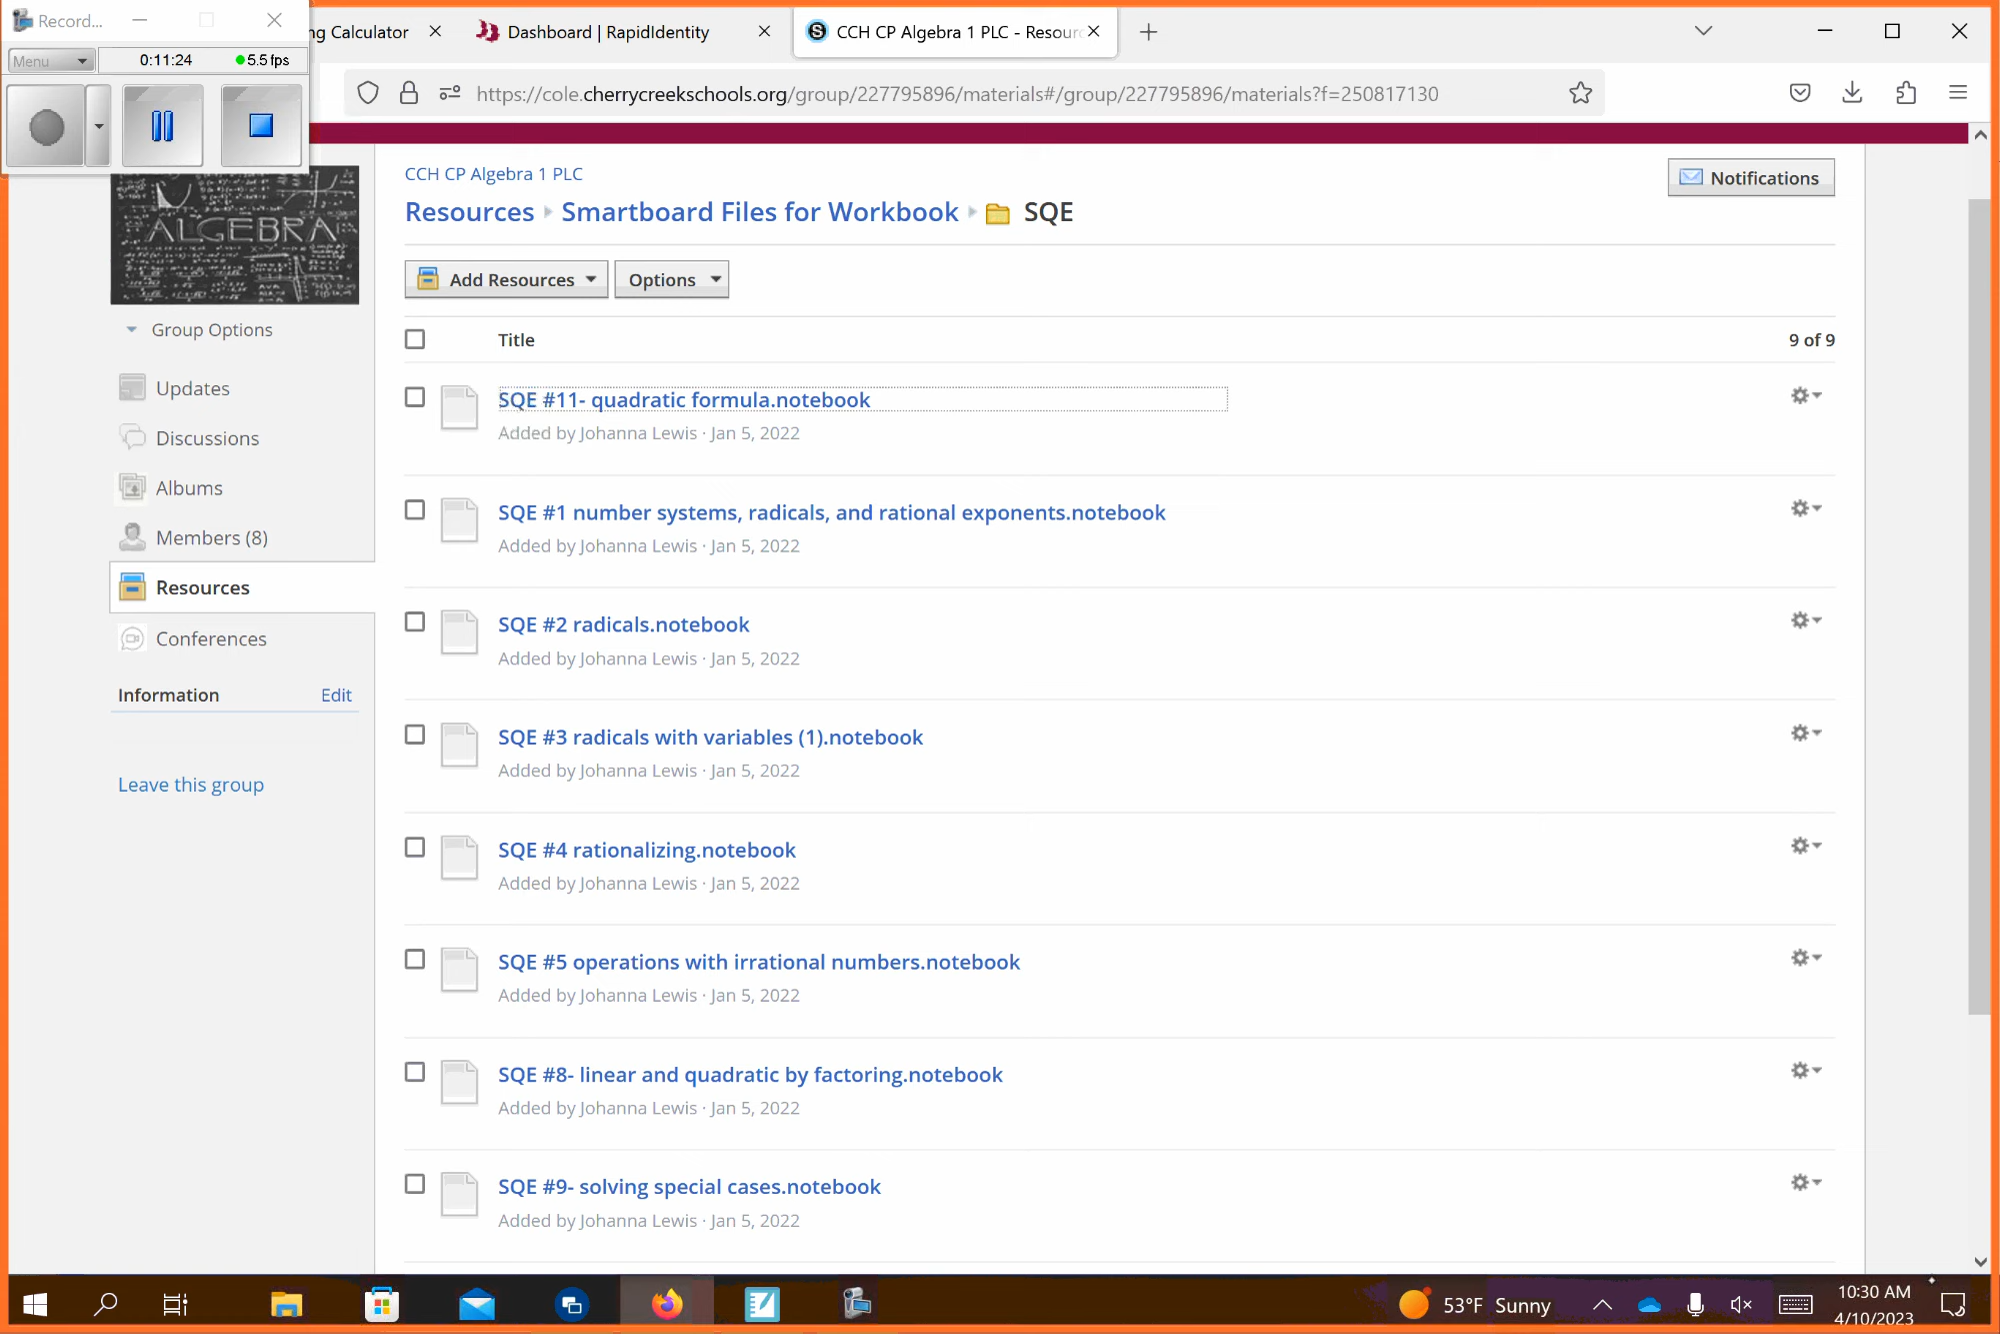 Record...
Menu
0:11:24
5.5 fps
ng Calculator
Dashboard | RapidIdentity
CCH CP Algebra 1 PLC - Resour
https://cole.cherrycreekschools.org/group/227795896/materials#/group/227795896/materials?f=250817130
ALGEBRA
Group Options
Updates
Discussions
Albums
Members (8)
Resources
Conferences
Information
Edit
Leave this group
CCH CP Algebra 1 PLC
Notifications
Resources Smartboard Files for Workbook SQE
Add Resources
Options
Title
9 of 9
SQE #11- quadratic formula.notebook
Added by Johanna Lewis · Jan 5, 2022
SQE #1 number systems, radicals, and rational exponents.notebook
Added by Johanna Lewis · Jan 5, 2022
SQE #2 radicals.notebook
Added by Johanna Lewis · Jan 5, 2022
SQE #3 radicals with variables (1).notebook
Added by Johanna Lewis · Jan 5, 2022
SQE #4 rationalizing.notebook
Added by Johanna Lewis · Jan 5, 2022
SQE #5 operations with irrational numbers.notebook
Added by Johanna Lewis · Jan 5, 2022
SQE #8- linear and quadratic by factoring.notebook
Added by Johanna Lewis · Jan 5, 2022
SQE #9- solving special cases.notebook
Added by Johanna Lewis · Jan 5, 2022
53°F Sunny
10:30 AM
4/10/2023